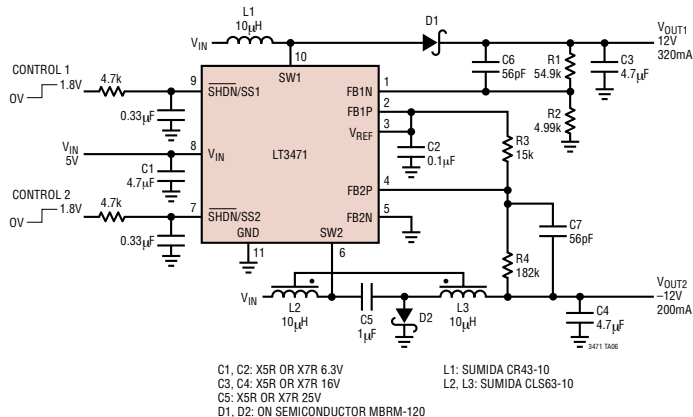 L1
10µH
VIN
D1
VOUT1
12V
320mA
10
SW1
C6
56pF
R1
54.9k
C3
4.7µF
CONTROL 1
1.8V
0V
4.7k
9
SHDN/SS1
0.33µF
1
FB1N
2
FB1P
3
VREF
R2
4.99k
C2
0.1µF
R3
15k
VIN
5V
8
VIN
C1
4.7µF
LT3471
4
FB2P
CONTROL 2
1.8V
0V
4.7k
7
SHDN/SS2
0.33µF
5
FB2N
GND
11
SW2
6
C7
56pF
R4
182k
VIN
L2
10µH
C5
1µF
D2
L3
10µH
VOUT2
–12V
200mA
C4
4.7µF
3471 TA06
C1, C2: X5R OR X7R 6.3V
C3, C4: X5R OR X7R 16V
C5: X5R OR X7R 25V
D1, D2: ON SEMICONDUCTOR MBRM-120
L1: SUMIDA CR43-10
L2, L3: SUMIDA CLS63-10